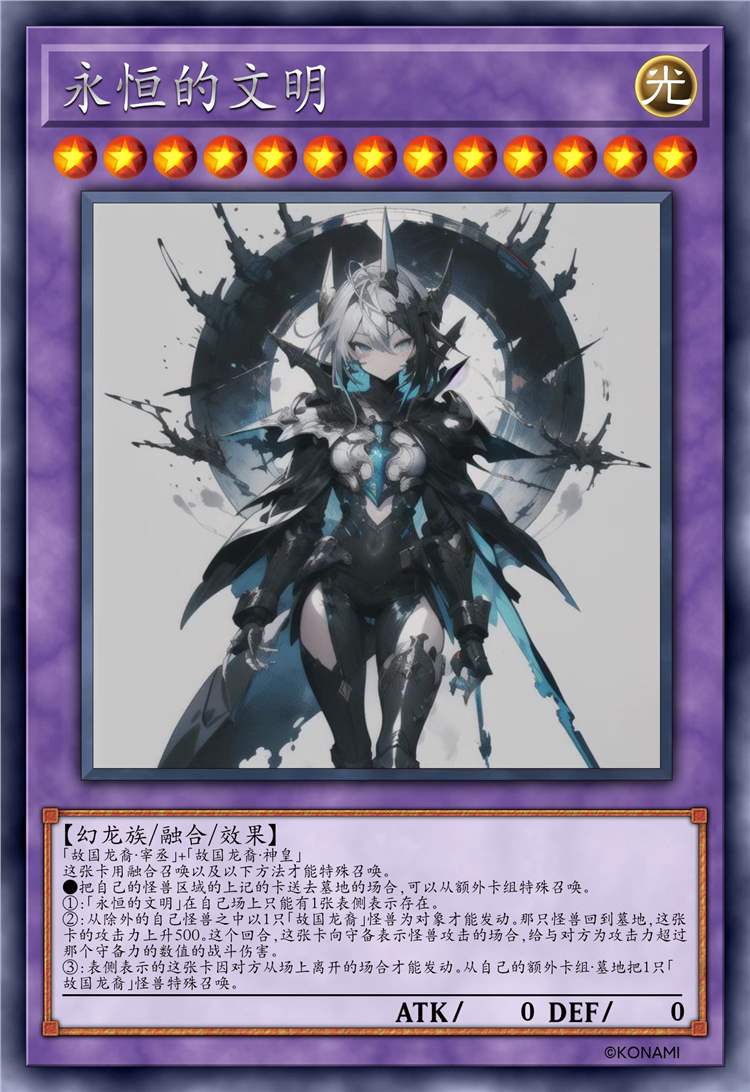 永恒的文明
光
【幻龙族/融合/效果】
「故国龙裔·宰丞」+「故国龙裔·神皇」
这张卡用融合召唤以及以下方法才能特殊召唤。
●把自己的怪兽区域的上记的卡送去墓地的场合,可以从额外卡组特殊召唤。
①:「永恒的文明」在自己场上只能有1张表侧表示存在。
②: 从除外的自己怪兽之中以1只「故国龙裔」怪兽为对象才能发动。那只怪兽回到墓地,这张
卡的攻击力上升500。这个回合,这张卡向守备表示怪兽攻击的场合,给与对方为攻击力超过
那个守备力的数值的战斗伤害。
③:表侧表示的这张卡因对方从场上离开的场合才能发动。从自己的额外卡组·墓地把1只「
故国龙裔」怪兽特殊召唤。
ATK/ 0 DEF/ 0
©KONAMI